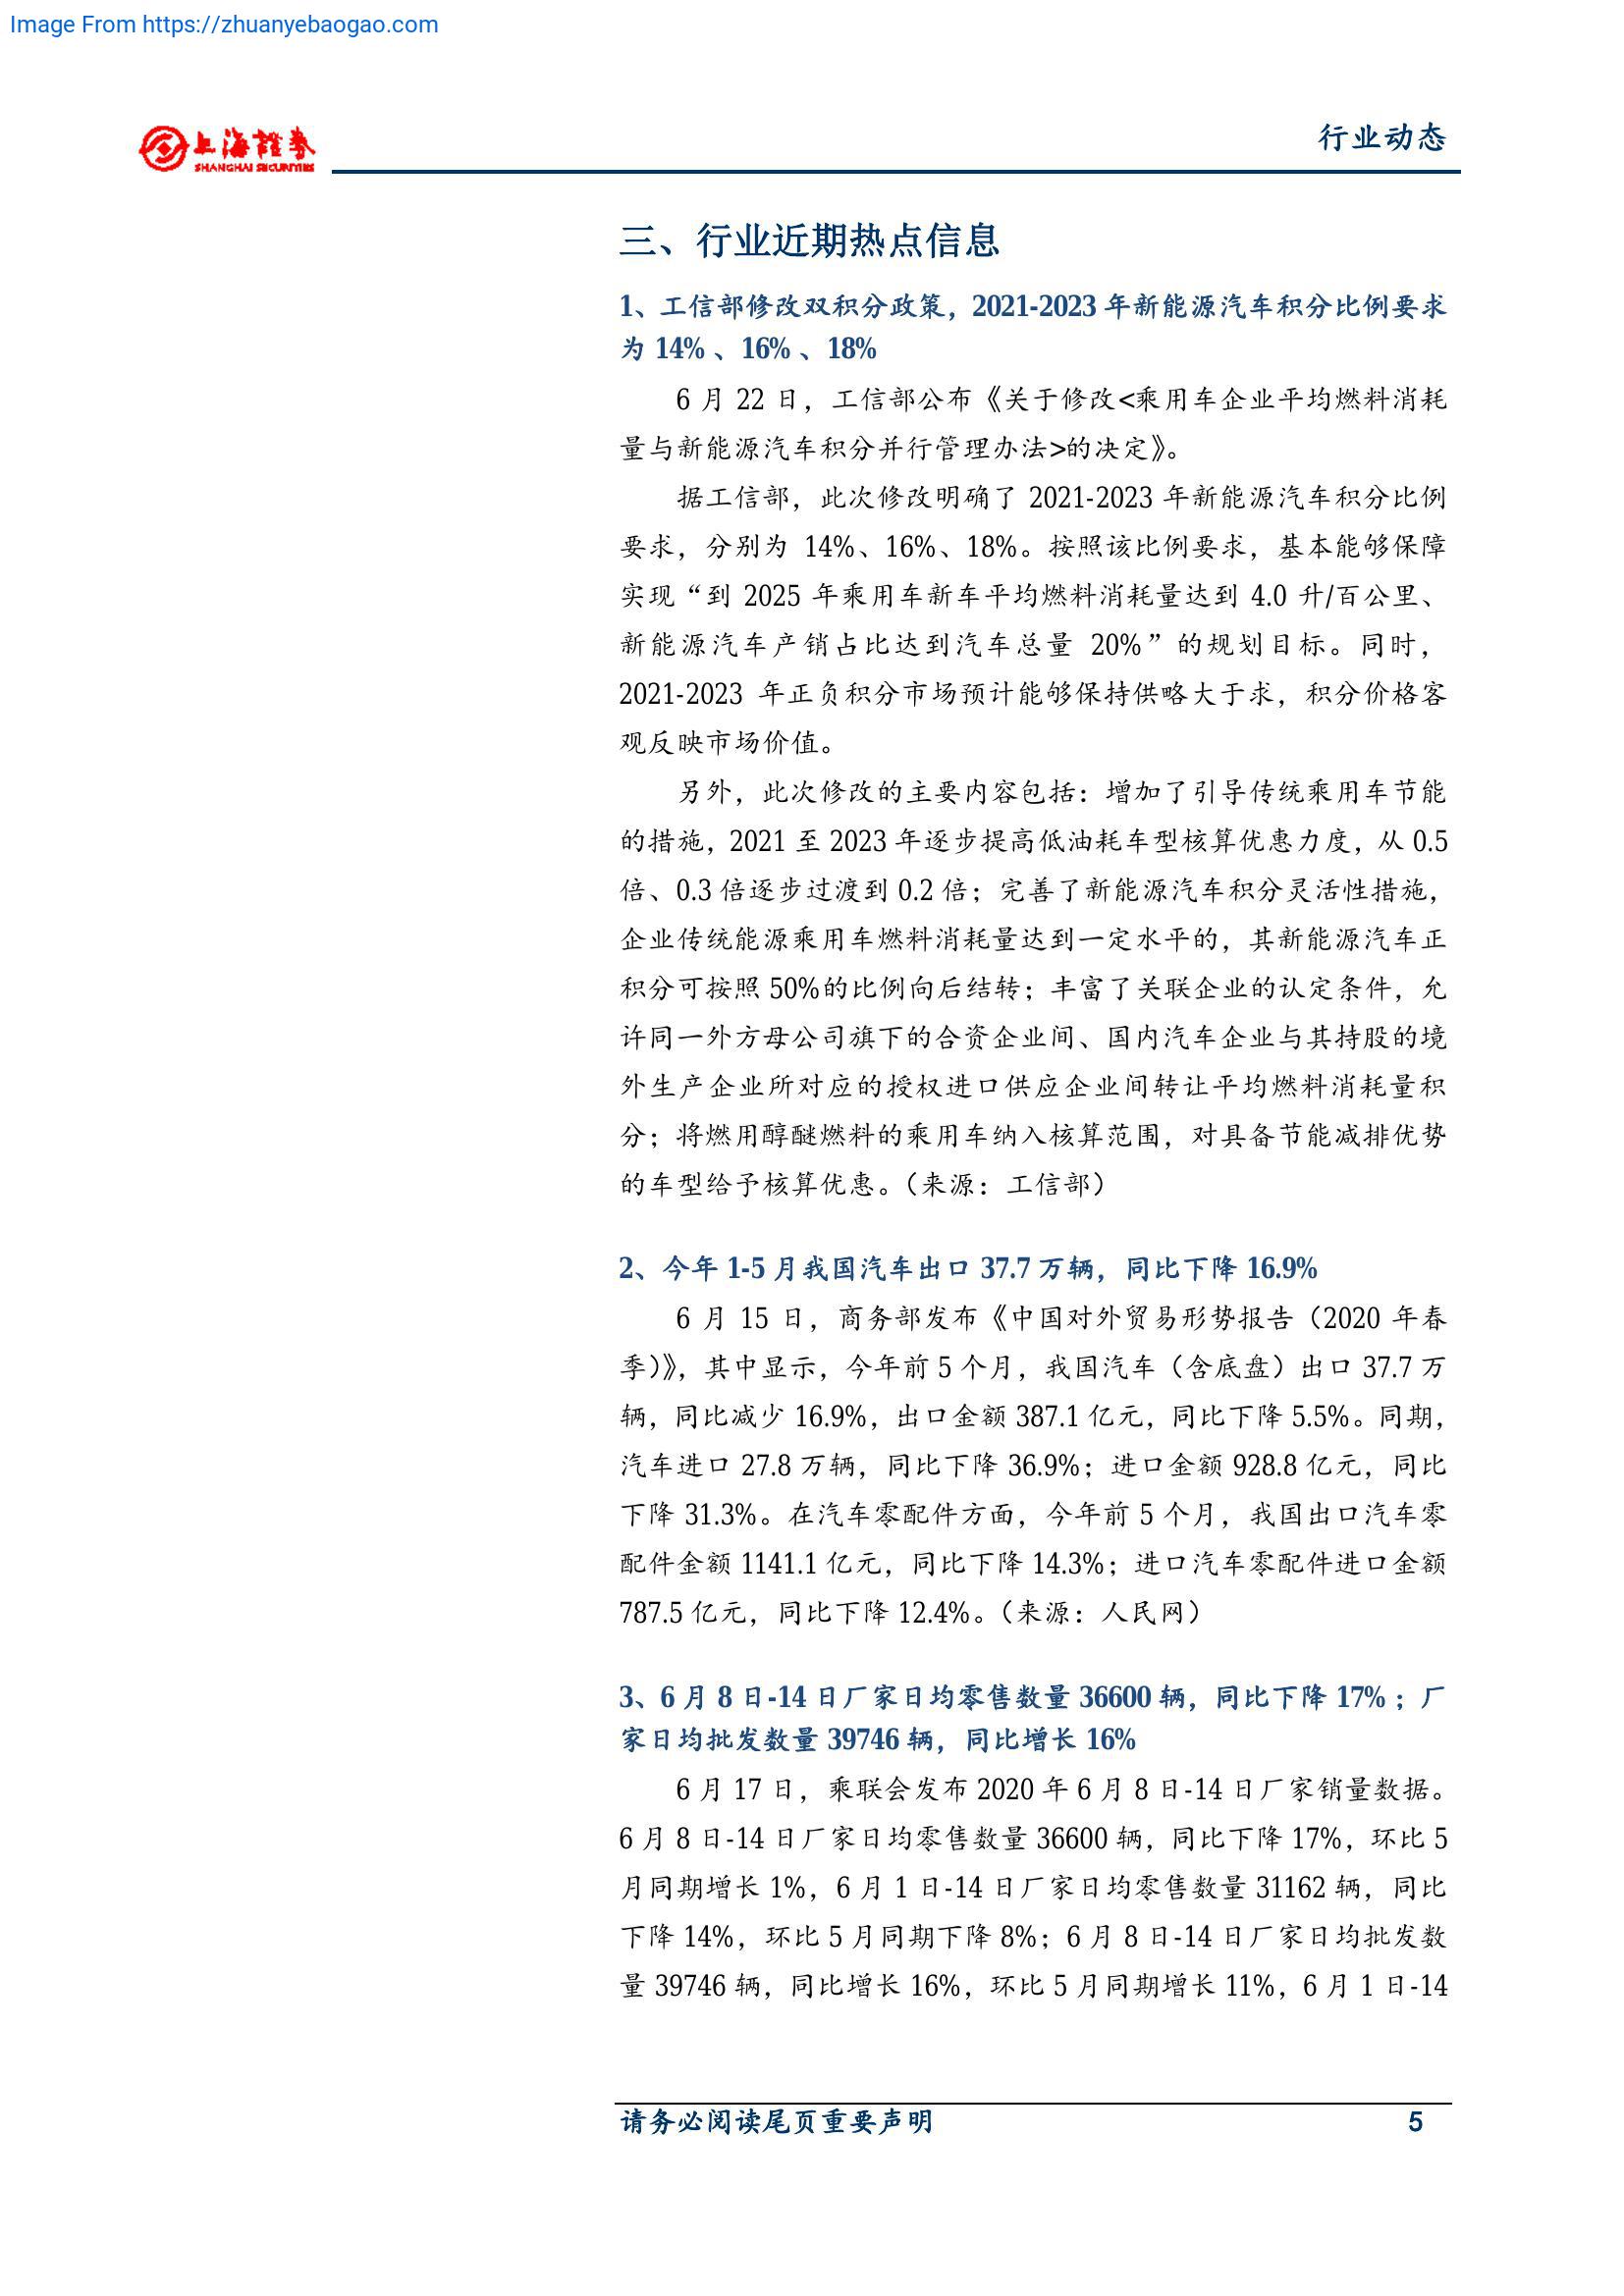 Image From https://zhuanyebaogao.com
上海證券
SHANGHAI SECURITIES
行业动态
三、行业近期热点信息
1、工信部修改双积分政策，2021-2023 年新能源汽车积分比例要求
为 14% 、16% 、18%
6 月 22 日，工信部公布《关于修改<乘用车企业平均燃料消耗
量与新能源汽车积分并行管理办法>的决定》。
据工信部，此次修改明确了 2021-2023 年新能源汽车积分比例
要求，分别为 14%、16%、18%。按照该比例要求，基本能够保障
实现“到 2025 年乘用车新车平均燃料消耗量达到 4.0 升/百公里、
新能源汽车产销占比达到汽车总量 20%”的规划目标。同时，
2021-2023 年正负积分市场预计能够保持供略大于求，积分价格客
观反映市场价值。
另外，此次修改的主要内容包括：增加了引导传统乘用车节能
的措施，2021 至 2023 年逐步提高低油耗车型核算优惠力度，从 0.5
倍、0.3 倍逐步过渡到 0.2 倍；完善了新能源汽车积分灵活性措施，
企业传统能源乘用车燃料消耗量达到一定水平的，其新能源汽车正
积分可按照 50%的比例向后结转；丰富了关联企业的认定条件，允
许同一外方母公司旗下的合资企业间、国内汽车企业与其持股的境
外生产企业所对应的授权进口供应企业间转让平均燃料消耗量积
分；将燃用醇醚燃料的乘用车纳入核算范围，对具备节能减排优势
的车型给予核算优惠。（来源：工信部）
2、今年 1-5 月我国汽车出口 37.7 万辆，同比下降 16.9%
6 月 15 日，商务部发布《中国对外贸易形势报告（2020 年春
季）》，其中显示，今年前 5 个月，我国汽车（含底盘）出口 37.7 万
辆，同比减少 16.9%，出口金额 387.1 亿元，同比下降 5.5%。同期，
汽车进口 27.8 万辆，同比下降 36.9%；进口金额 928.8 亿元，同比
下降 31.3%。在汽车零配件方面，今年前 5 个月，我国出口汽车零
配件金额 1141.1 亿元，同比下降 14.3%；进口汽车零配件进口金额
787.5 亿元，同比下降 12.4%。（来源：人民网）
3、6 月 8 日-14 日厂家日均零售数量 36600 辆，同比下降 17%；厂
家日均批发数量 39746 辆，同比增长 16%
6 月 17 日，乘联会发布 2020 年 6 月 8 日-14 日厂家销量数据。
6 月 8 日-14 日厂家日均零售数量 36600 辆，同比下降 17%，环比 5
月同期增长 1%，6 月 1 日-14 日厂家日均零售数量 31162 辆，同比
下降 14%，环比 5 月同期下降 8%；6 月 8 日-14 日厂家日均批发数
量 39746 辆，同比增长 16%，环比 5 月同期增长 11%，6 月 1 日-14
请务必阅读尾页重要声明
5